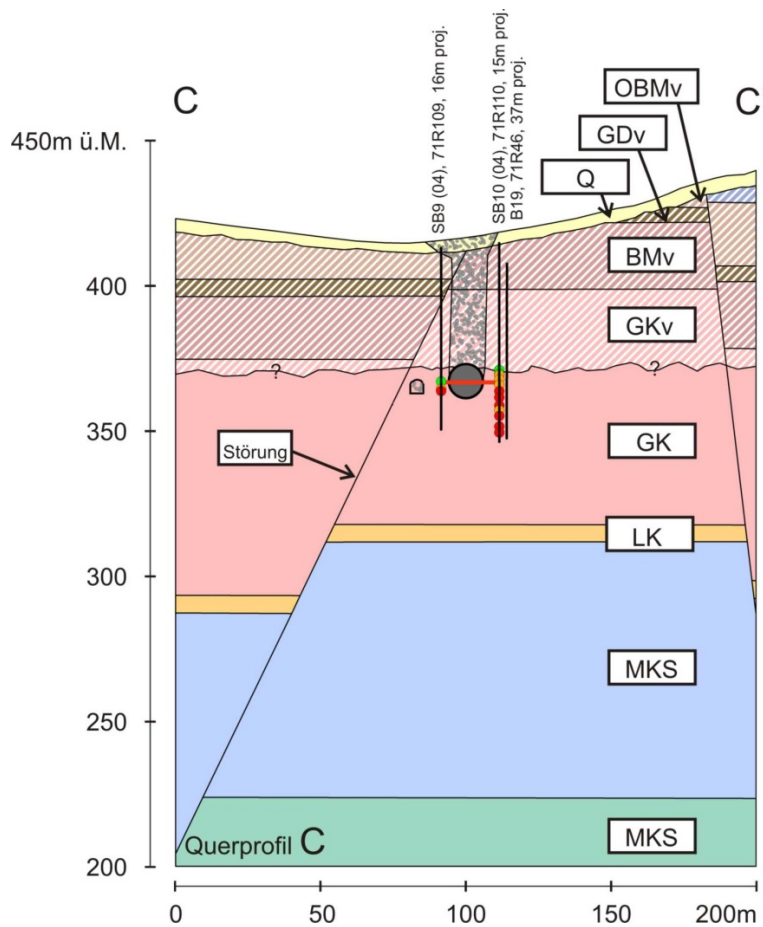 SB9 (04), 71R109, 16m proj.
SB10 (04), 71R110, 15m proj.
B19, 71R46, 37m proj.
C
C
OBMv
GDv
Q
450m ü.M.
BMv
400
GKv
?
?
350
GK
Störung
LK
300
MKS
250
MKS
Querprofil C
200
0
50
100
150
200m